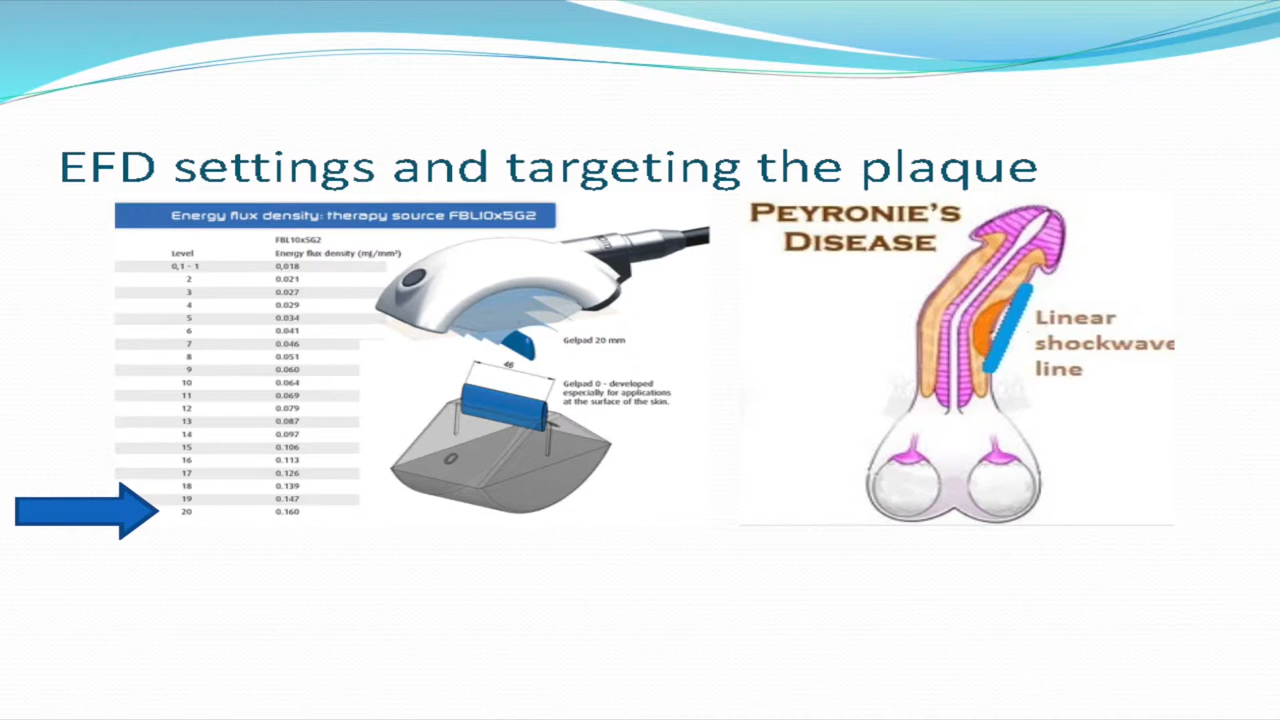 EFD settings and targeting the plaque
Energy flux density: therapy source FBL10x5G2
FBL10x5G2
Level Energy flux density (mJ/mm²)
0,1 - 1 0,018
2 0.021
3 0.027
4 0.029
5 0.034
6 0.041
7 0.046
8 0.051
9 0.060
10 0.064
11 0.069
12 0.079
13 0.087
14 0.097
15 0.106
16 0.113
17 0.126
18 0.139
19 0.147
20 0.160
Gelpad 20 mm
46
Gelpad 0 - developed
especially for applications
at the surface of the skin.
0
PEYRONIE'S
DISEASE
Linear
shockwave
line